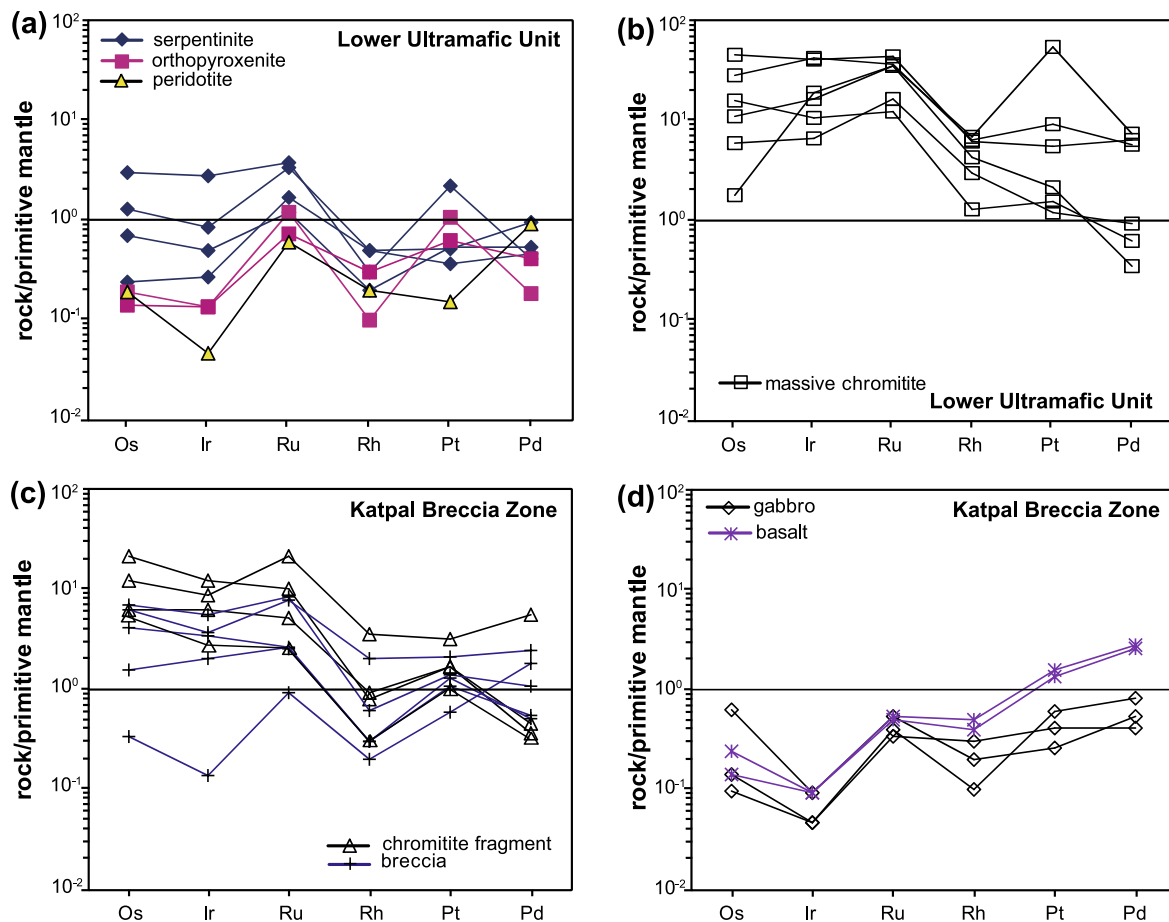 (a)
serpentinite
orthopyroxenite
peridotite
Lower Ultramafic Unit
rock/primitive mantle
10²
10¹
10⁰
10⁻¹
10⁻²
Os Ir Ru Rh Pt Pd
(b)
rock/primitive mantle
10²
10¹
10⁰
10⁻¹
10⁻²
massive chromitite
Lower Ultramafic Unit
Os Ir Ru Rh Pt Pd
(c)
Katpal Breccia Zone
rock/primitive mantle
10²
10¹
10⁰
10⁻¹
10⁻²
chromitite fragment
breccia
Os Ir Ru Rh Pt Pd
(d)
gabbro
basalt
Katpal Breccia Zone
rock/primitive mantle
10²
10¹
10⁰
10⁻¹
10⁻²
Os Ir Ru Rh Pt Pd